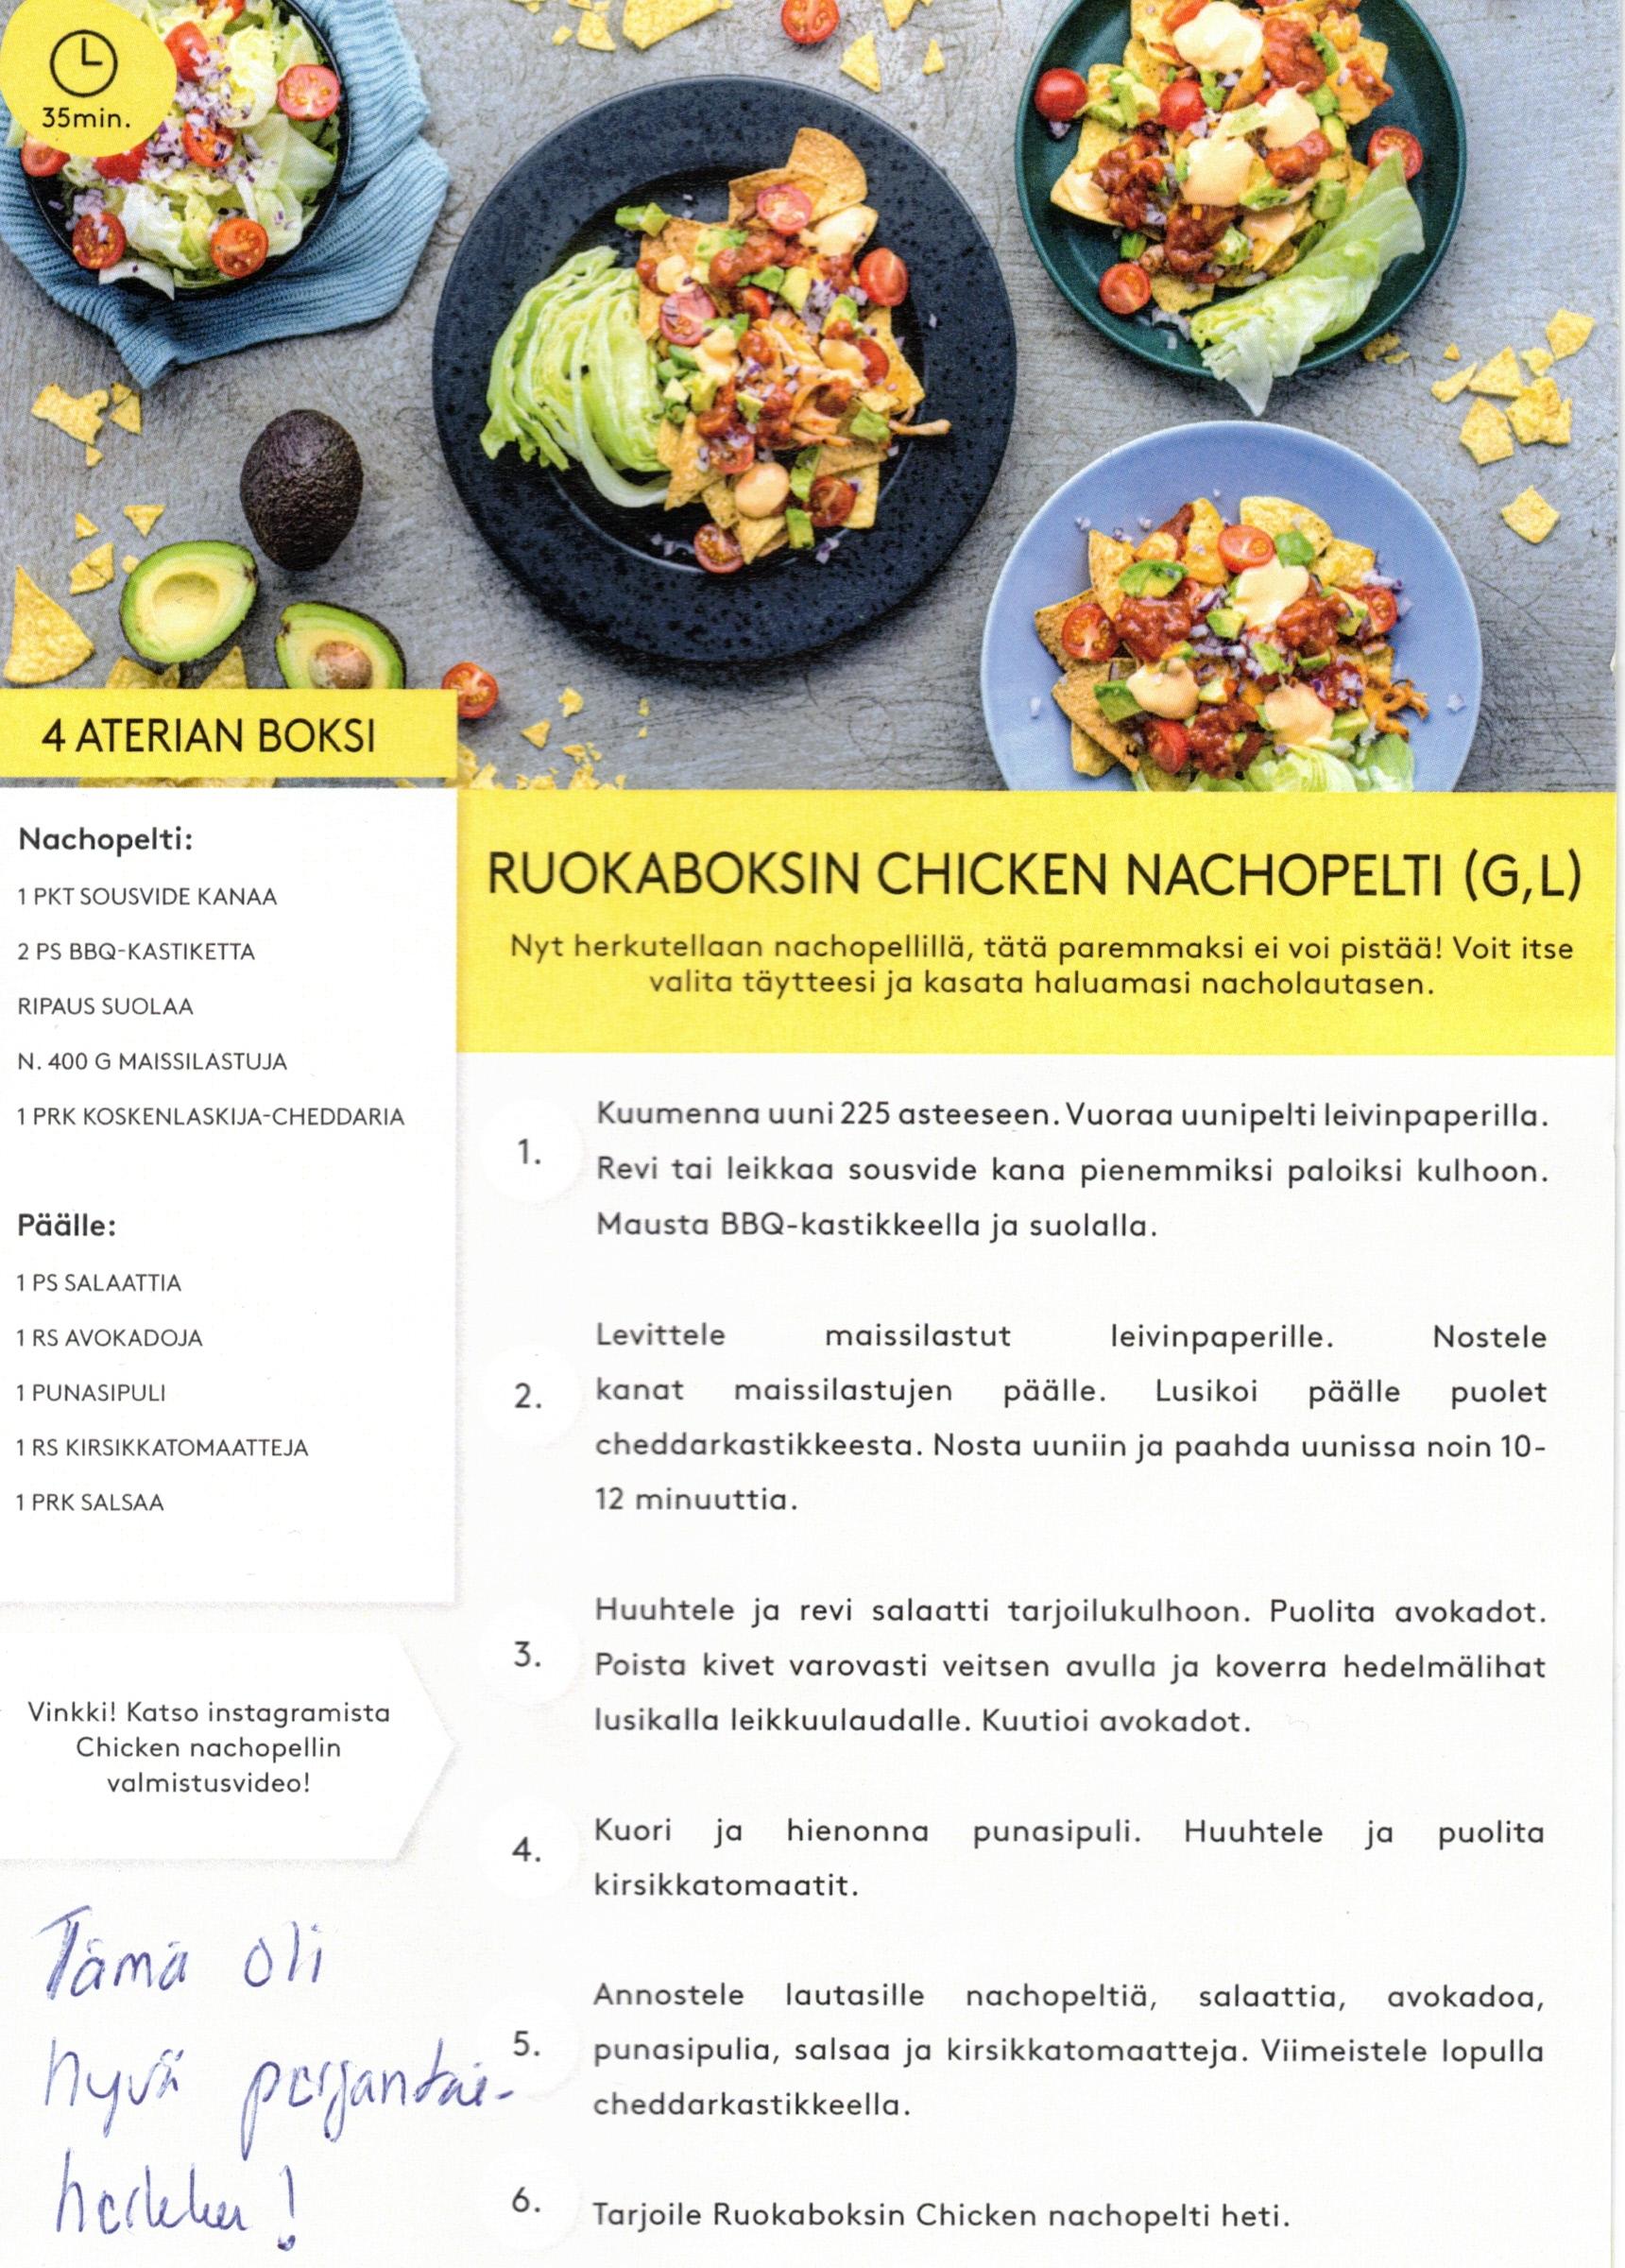 35min.
4 ATERIAN BOKSI
Nachopelti:
1 PKT SOUSVIDE KANAA
2 PS BBQ-KASTIKETTA
RIPAUS SUOLAA
N. 400 G MAISSILASTUJA
1 PRK KOSKENLASKIJA-CHEDDARIA
Päälle:
1 PS SALAATTIA
1 RS AVOKADOJA
1 PUNASIPULI
1 RS KIRSIKKATOMAATTEJA
1 PRK SALSAA
Vinkki! Katso instagramista
Chicken nachopellin
valmistusvideo!
Tämä oli
hyvä perjantai-
herkku!
RUOKABOKSIN CHICKEN NACHOPELTI (G,L)
Nyt herkutellaan nachopellillä, tätä paremmaksi ei voi pistää! Voit itse
valita täytteesi ja kasata haluamasi nacholautasen.
1.
Kuumenna uuni 225 asteeseen. Vuoraa uunipelti leivinpaperilla.
Revi tai leikkaa sousvide kana pienemmiksi paloiksi kulhoon.
Mausta BBQ-kastikkeella ja suolalla.
2.
Levittele maissilastut leivinpaperille. Nostele
kanat maissilastujen päälle. Lusikoi päälle puolet
cheddarkastikkeesta. Nosta uuniin ja paahda uunissa noin 10-
12 minuuttia.
3.
Huuhtele ja revi salaatti tarjoilukulhoon. Puolita avokadot.
Poista kivet varovasti veitsen avulla ja koverra hedelmälihat
lusikalla leikkuulaudalle. Kuutioi avokadot.
4.
Kuori ja hienonna punasipuli. Huuhtele ja puolita
kirsikkatomaatit.
5.
Annostele lautasille nachopeltiä, salaattia, avokadoa,
punasipulia, salsaa ja kirsikkatomaatteja. Viimeistele lopulla
cheddarkastikkeella.
6.
Tarjoile Ruokaboksin Chicken nachopelti heti.